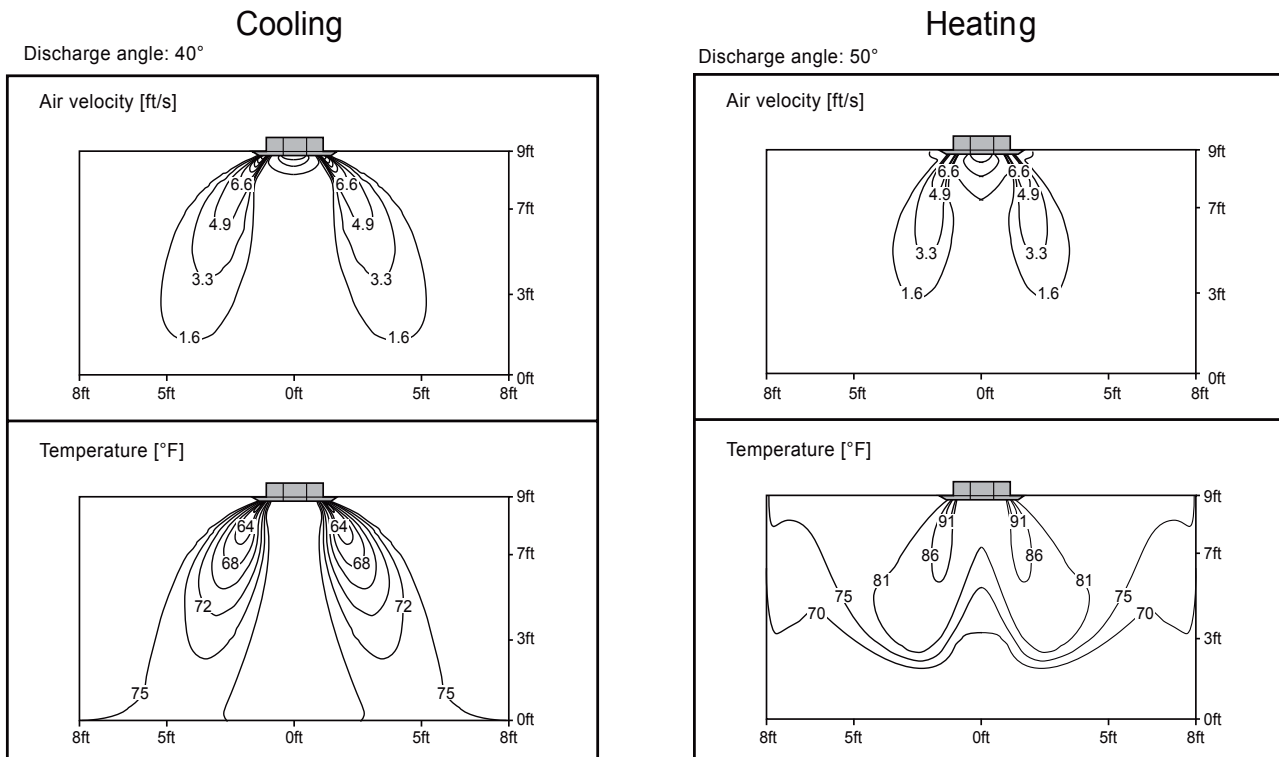 Cooling
Discharge angle: 40°
Air velocity [ft/s]
9ft
6.6 6.6
7ft
4.9 4.9
3.3 3.3
3ft
1.6 1.6
0ft
8ft 5ft 0ft 5ft 8ft
Temperature [°F]
9ft
64 64
7ft
68 68
72 72
3ft
75 75
0ft
8ft 5ft 0ft 5ft 8ft
Heating
Discharge angle: 50°
Air velocity [ft/s]
9ft
6.6 6.6
4.9 4.9
7ft
3.3 3.3
1.6 1.6
3ft
0ft
8ft 5ft 0ft 5ft 8ft
Temperature [°F]
9ft
91 91
86 86
7ft
81 81
75 75
70 70
3ft
0ft
8ft 5ft 0ft 5ft 8ft